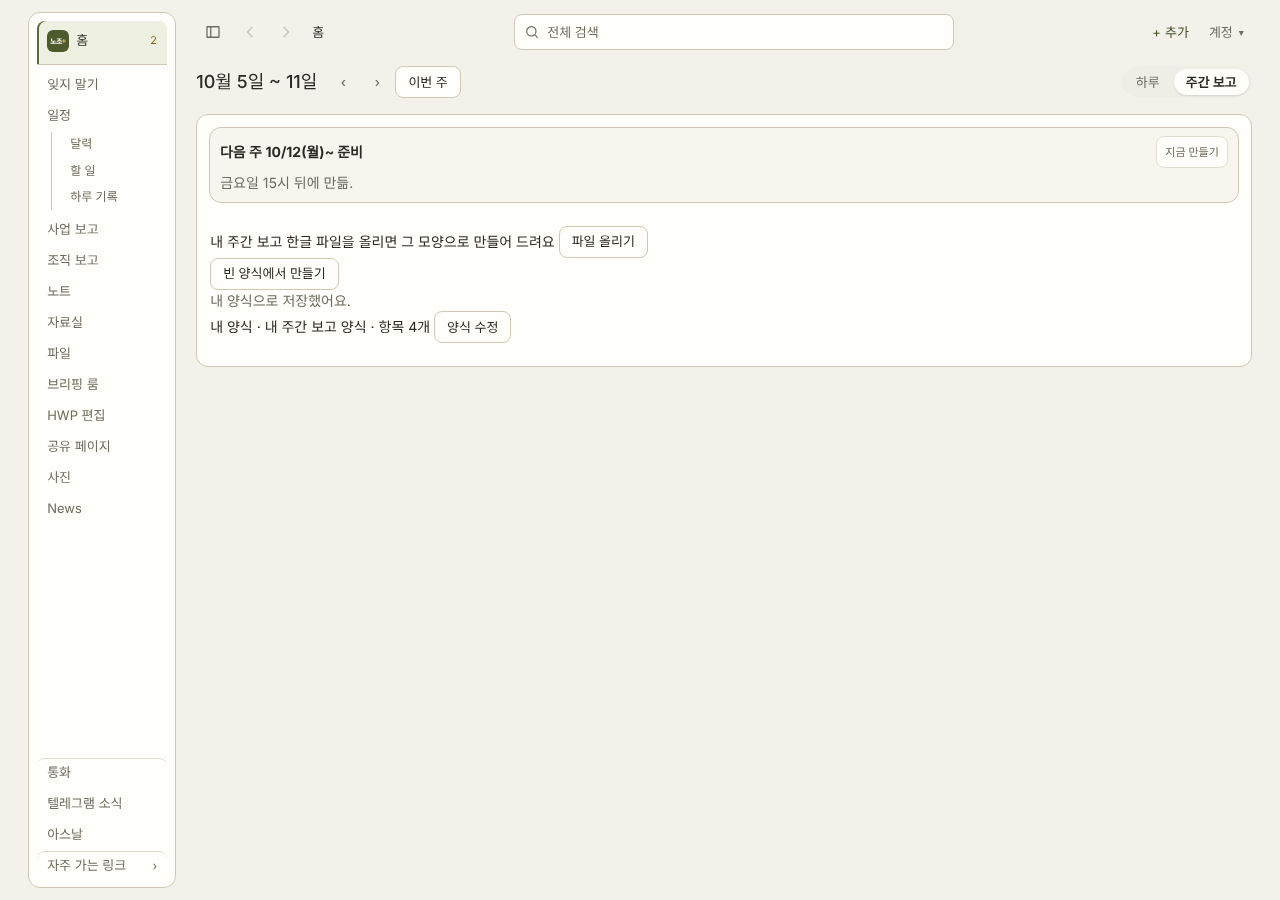 노조+ 홈 2
잊지 말기
일정
달력
할 일
하루 기록
사업 보고
조직 보고
노트
자료실
파일
브리핑 룸
HWP 편집
공유 페이지
사진
News
통화
텔레그램 소식
아스날
자주 가는 링크 ›
홈
전체 검색
+ 추가 계정 ▾
10월 5일 ~ 11일 ‹ › 이번 주
하루 주간 보고
다음 주 10/12(월)~ 준비 지금 만들기
금요일 15시 뒤에 만듦.
내 주간 보고 한글 파일을 올리면 그 모양으로 만들어 드려요 파일 올리기
빈 양식에서 만들기
내 양식으로 저장했어요.
내 양식 · 내 주간 보고 양식 · 항목 4개 양식 수정